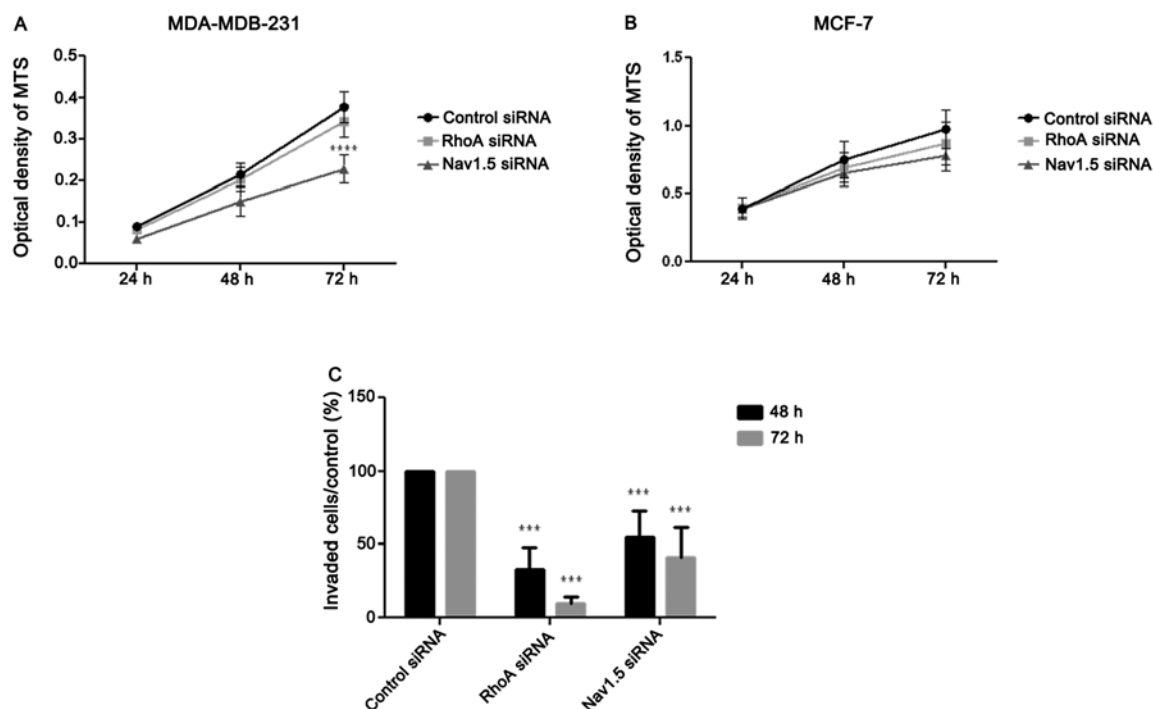 A
MDA-MDB-231
Optical density of MTS
0.5
0.4
0.3
0.2
0.1
0.0
24 h
48 h
72 h
****
Control siRNA
RhoA siRNA
Nav1.5 siRNA
B
MCF-7
Optical density of MTS
1.5
1.0
0.5
0.0
24 h
48 h
72 h
Control siRNA
RhoA siRNA
Nav1.5 siRNA
C
Invaded cells/control (%)
150
100
50
0
***
***
***
***
Control siRNA
RhoA siRNA
Nav1.5 siRNA
48 h
72 h